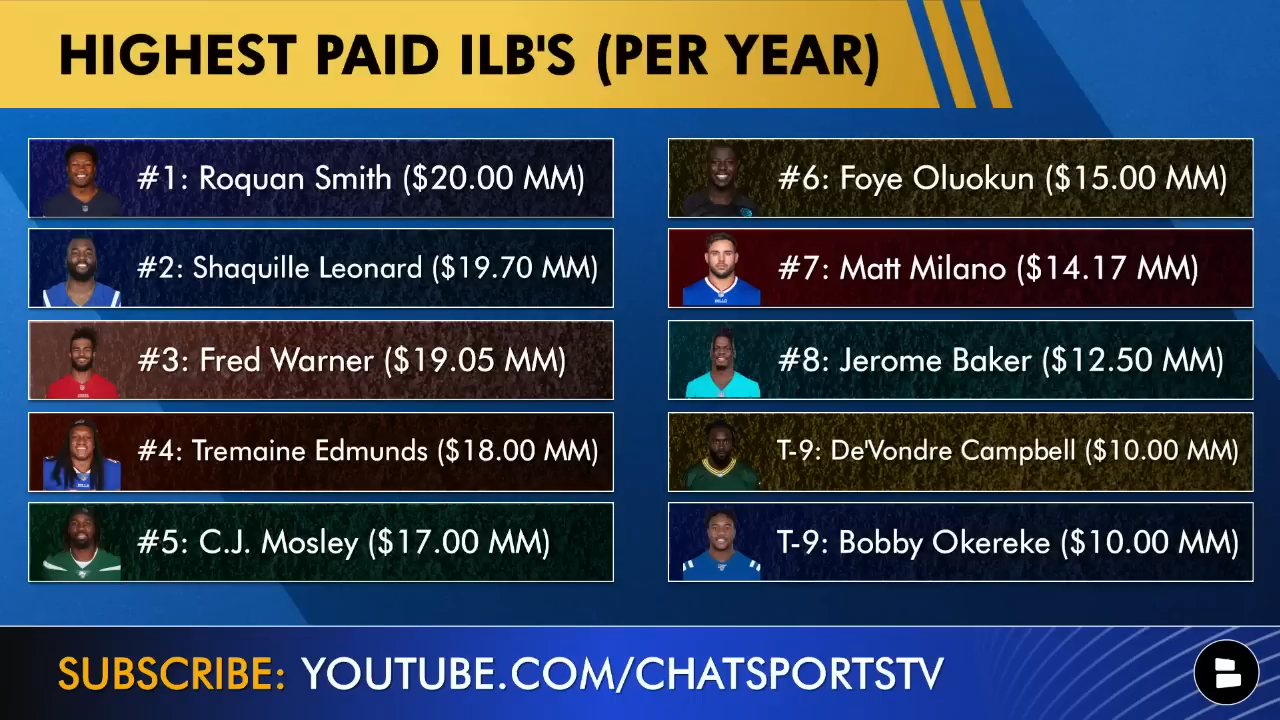 HIGHEST PAID ILB'S (PER YEAR)
#1: Roquan Smith ($20.00 MM)
#2: Shaquille Leonard ($19.70 MM)
#3: Fred Warner ($19.05 MM)
#4: Tremaine Edmunds ($18.00 MM)
#5: C.J. Mosley ($17.00 MM)
#6: Foye Oluokun ($15.00 MM)
#7: Matt Milano ($14.17 MM)
#8: Jerome Baker ($12.50 MM)
T-9: De'Vondre Campbell ($10.00 MM)
T-9: Bobby Okereke ($10.00 MM)
SUBSCRIBE: YOUTUBE.COM/CHATSPORTSTV